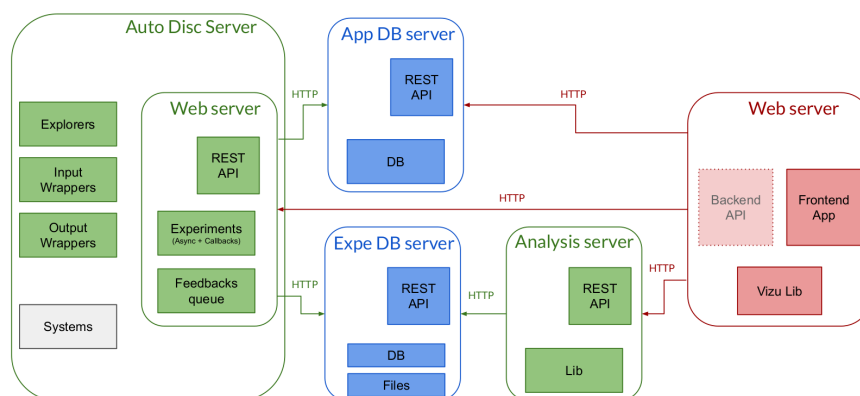 Auto Disc Server
App DB server
Web server
Web server
HTTP
HTTP
REST
API
Explorers
REST
API
DB
Input
Wrappers
Backend
API
Frontend
App
HTTP
Output
Wrappers
Experiments
(Async + Callbacks)
Expe DB server
Analysis server
Feedbacks
queue
HTTP
REST
API
HTTP
REST
API
HTTP
Vizu Lib
Systems
DB
Files
Lib